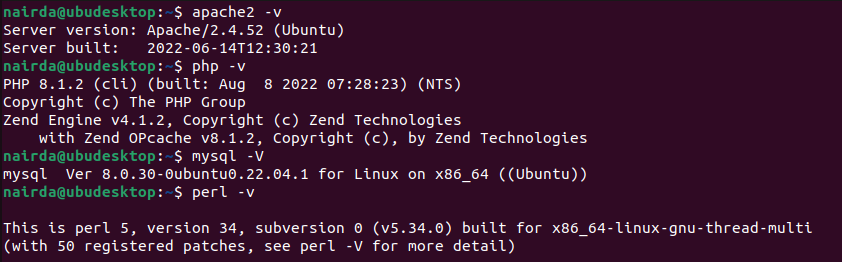 nairda@ubudesktop:~$ apache2 -v
Server version: Apache/2.4.52 (Ubuntu)
Server built:   2022-06-14T12:30:21
nairda@ubudesktop:~$ php -v
PHP 8.1.2 (cli) (built: Aug  8 2022 07:28:23) (NTS)
Copyright (c) The PHP Group
Zend Engine v4.1.2, Copyright (c) Zend Technologies
    with Zend OPcache v8.1.2, Copyright (c), by Zend Technologies
nairda@ubudesktop:~$ mysql -V
mysql  Ver 8.0.30-0ubuntu0.22.04.1 for Linux on x86_64 ((Ubuntu))
nairda@ubudesktop:~$ perl -v

This is perl 5, version 34, subversion 0 (v5.34.0) built for x86_64-linux-gnu-thread-multi
(with 50 registered patches, see perl -V for more detail)